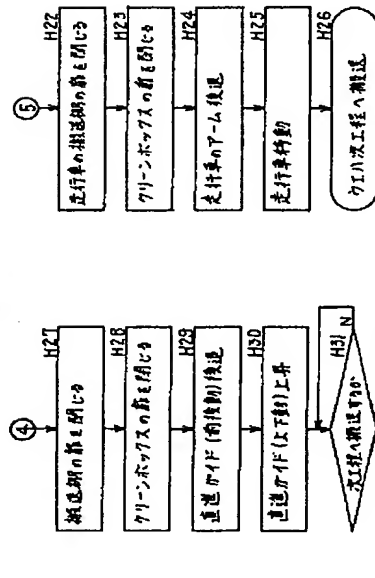 ④
H27
搬送棚の扉を閉じる
H28
クリーンボックスの扉を閉じる
H29
直進ガイド(前後動)後退
H30
直進ガイド(上下動)上昇
H31
次工程へ搬送するか
N
⑤
H22
走行車の搬送棚の扉を閉じる
H23
クリーンボックスの扉を閉じる
H24
走行車のアーム後退
H25
走行車移動
H26
ウエハ次工程へ搬送